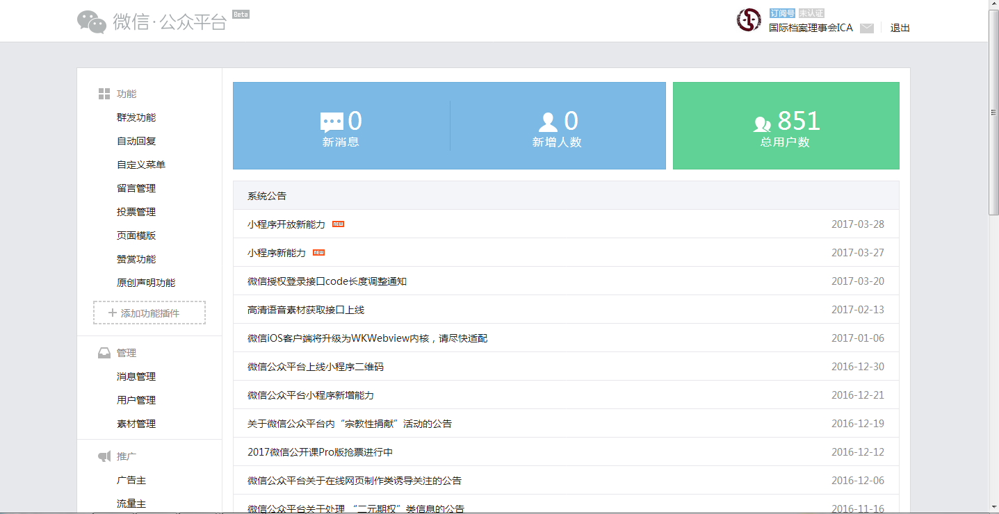 微信·公众平台 Beta
订阅号 未认证
国际档案理事会ICA 退出
功能
群发功能
自动回复
自定义菜单
留言管理
投票管理
页面模版
赞赏功能
原创声明功能
添加功能插件
管理
消息管理
用户管理
素材管理
推广
广告主
流量主
0
新消息
0
新增人数
851
总用户数
系统公告
小程序开放新能力 NEW 2017-03-28
小程序新能力 NEW 2017-03-27
微信授权登录接口code长度调整通知 2017-03-20
高清语音素材获取接口上线 2017-02-13
微信iOS客户端将升级为WKWebview内核，请尽快适配 2017-01-06
微信公众平台上线小程序二维码 2016-12-30
微信公众平台小程序新增能力 2016-12-21
关于微信公众平台内“宗教性捐献”活动的公告 2016-12-19
2017微信公开课Pro版抢票进行中 2016-12-12
微信公众平台关于在线网页制作类诱导关注的公告 2016-12-06
微信公众平台关于处理 “二元期权”类信息的公告 2016-11-16